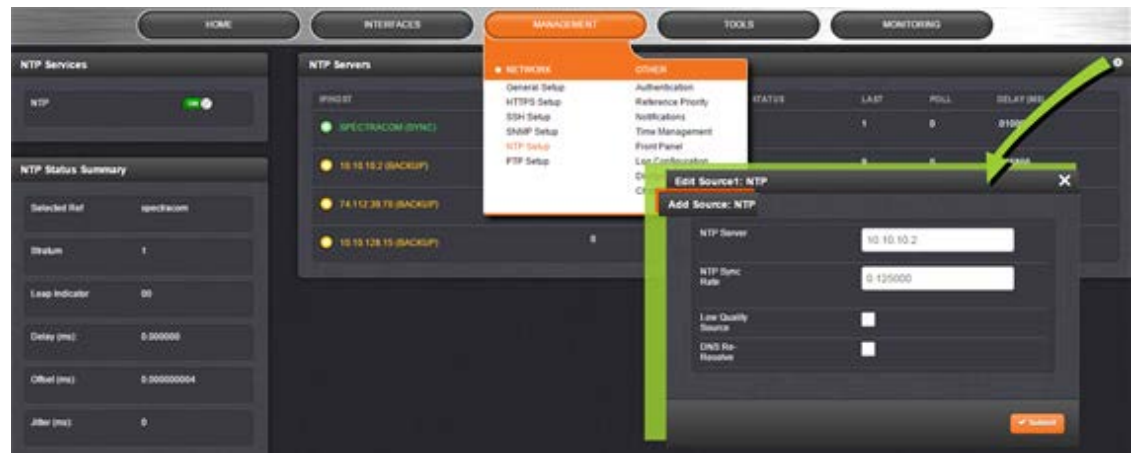 HOME
INTERFACES
MANAGEMENT
TOOLS
MONITORING
NTP Services
NTP
ON
NTP Status Summary
Selected Ref
spectracom
Stratum
1
Leap Indicator
00
Delay (ms):
0.000000
Offset (ms):
0.000000004
Jitter (ms):
0
NTP Servers
IP/HOST
STATUS
LAST
POLL
DELAY (MS)
SPECTRACOM (SYNC)
1
0
10.10.10.2 (BACKUP)
74.112.38.70 (BACKUP)
10.10.128.15 (BACKUP)
NETWORK
General Setup
HTTPS Setup
SSH Setup
SNMP Setup
NTP Setup
PTP Setup
OTHER
Authentication
Reference Priority
Notifications
Time Management
Front Panel
Log Configuration
Edit Source1: NTP
Add Source: NTP
NTP Server
10.10.10.2
NTP Sync
Rate
0.125000
Low Quality
Source
DNS Re-
Resolve
Submit